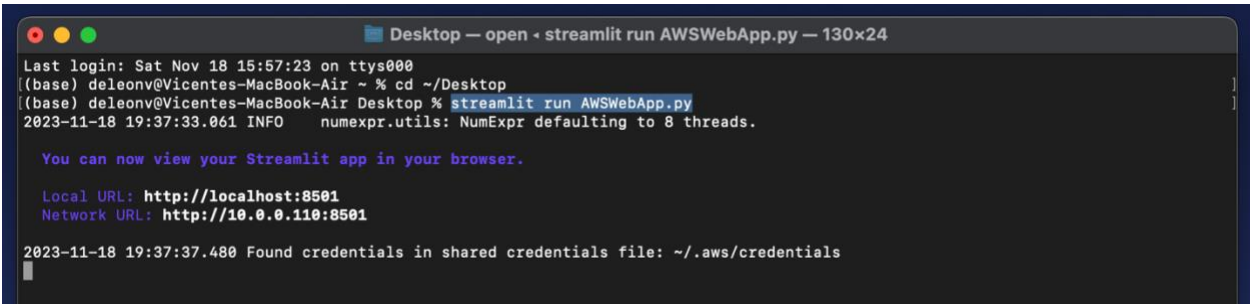 Desktop — open ◂ streamlit run AWSWebApp.py — 130×24
Last login: Sat Nov 18 15:57:23 on ttys000
[(base) deleonv@Vicentes-MacBook-Air ~ % cd ~/Desktop ]
[(base) deleonv@Vicentes-MacBook-Air Desktop % streamlit run AWSWebApp.py ]
2023-11-18 19:37:33.061 INFO    numexpr.utils: NumExpr defaulting to 8 threads.
You can now view your Streamlit app in your browser.
Local URL: http://localhost:8501
Network URL: http://10.0.0.110:8501
2023-11-18 19:37:37.480 Found credentials in shared credentials file: ~/.aws/credentials